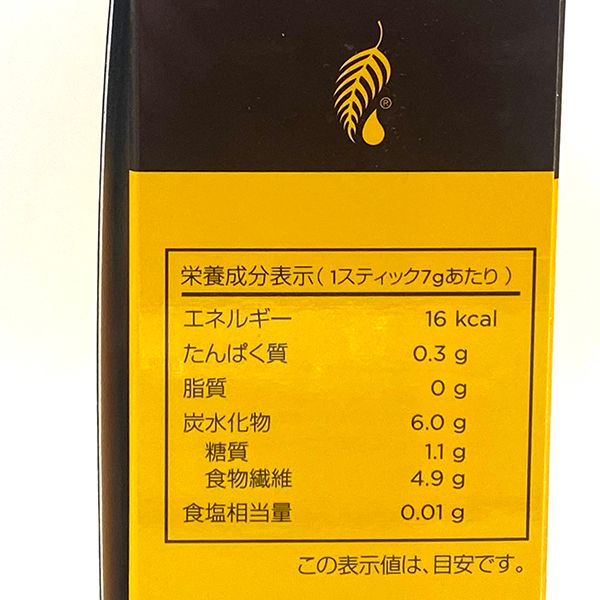 ®
栄養成分表示( 1スティック7gあたり )
エネルギー 16 kcal
たんぱく質 0.3 g
脂質 0 g
炭水化物 6.0 g
糖質 1.1 g
食物繊維 4.9 g
食塩相当量 0.01 g
この表示値は、目安です。